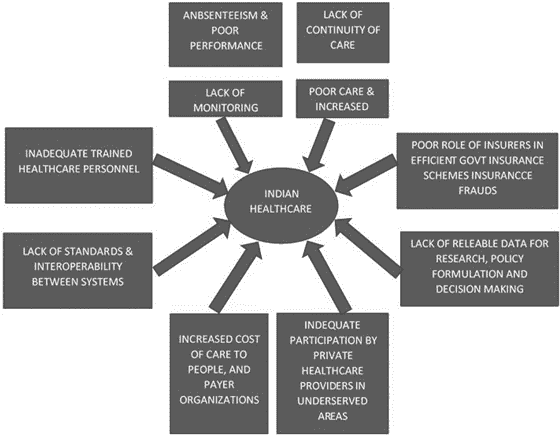 ANBSENTEEISM &
POOR
PERFORMANCE
LACK OF
CONTINUITY OF
CARE
LACK OF
MONITORING
POOR CARE &
INCREASED
INADEQUATE TRAINED
HEALTHCARE PERSONNEL
INDIAN
HEALTHCARE
POOR ROLE OF INSURERS IN
EFFICIENT GOVT INSURANCE
SCHEMES INSURANCCE
FRAUDS
LACK OF STANDARDS &
INTEROPERABILITY
BETWEEN SYSTEMS
LACK OF RELEABLE DATA FOR
RESEARCH, POLICY
FORMULATION AND
DECISION MAKING
INCREASED COST
OF CARE TO
PEOPLE, AND
PAYER
ORGANIZATIONS
INDEQUATE
PARTICIPATION BY
PRIVATE
HEALTHCARE
PROVIDERS IN
UNDERSERVED
AREAS